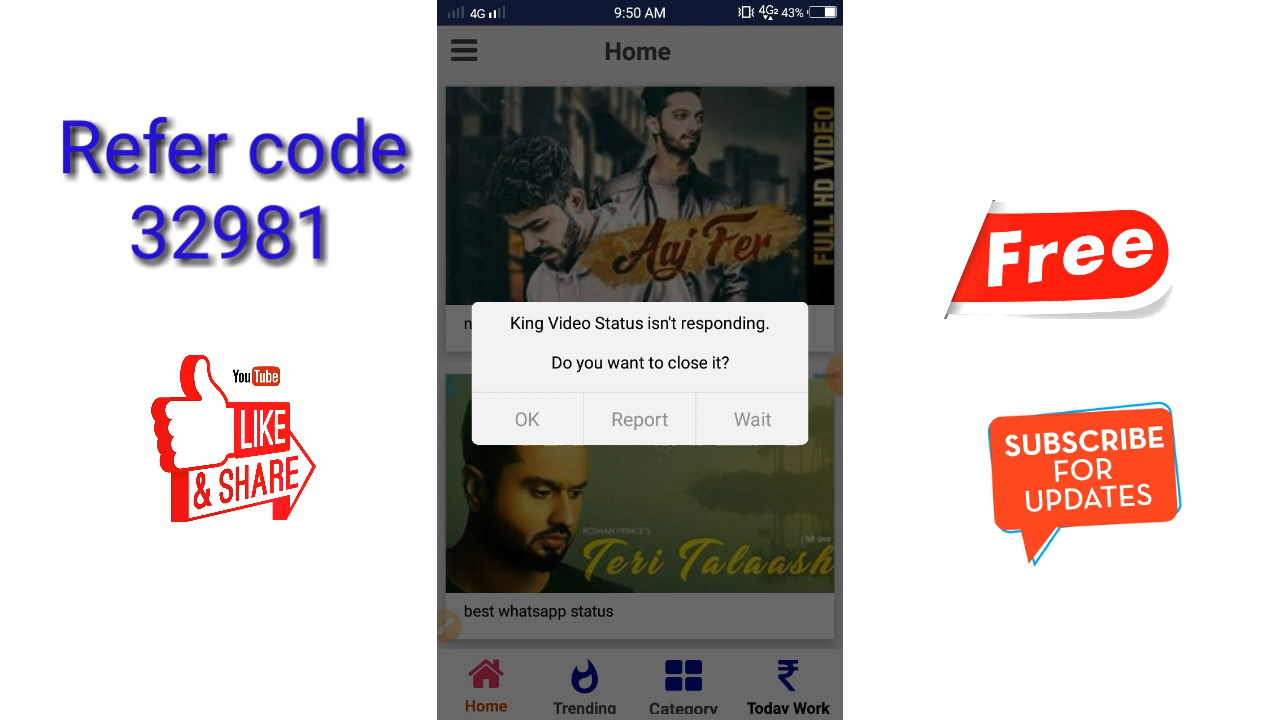 Refer code
32981
YouTube
LIKE
& SHARE
4G
9:50 AM
4G2 43%
Home
FULL HD VIDEO
Aaj Fer
n
King Video Status isn't responding.
Do you want to close it?
OK
Report
Wait
ROSHAN PRINCE'S
Teri Talaash
best whatsapp status
Home
Trending
Category
₹
Today Work
Free
SUBSCRIBE
FOR
UPDATES